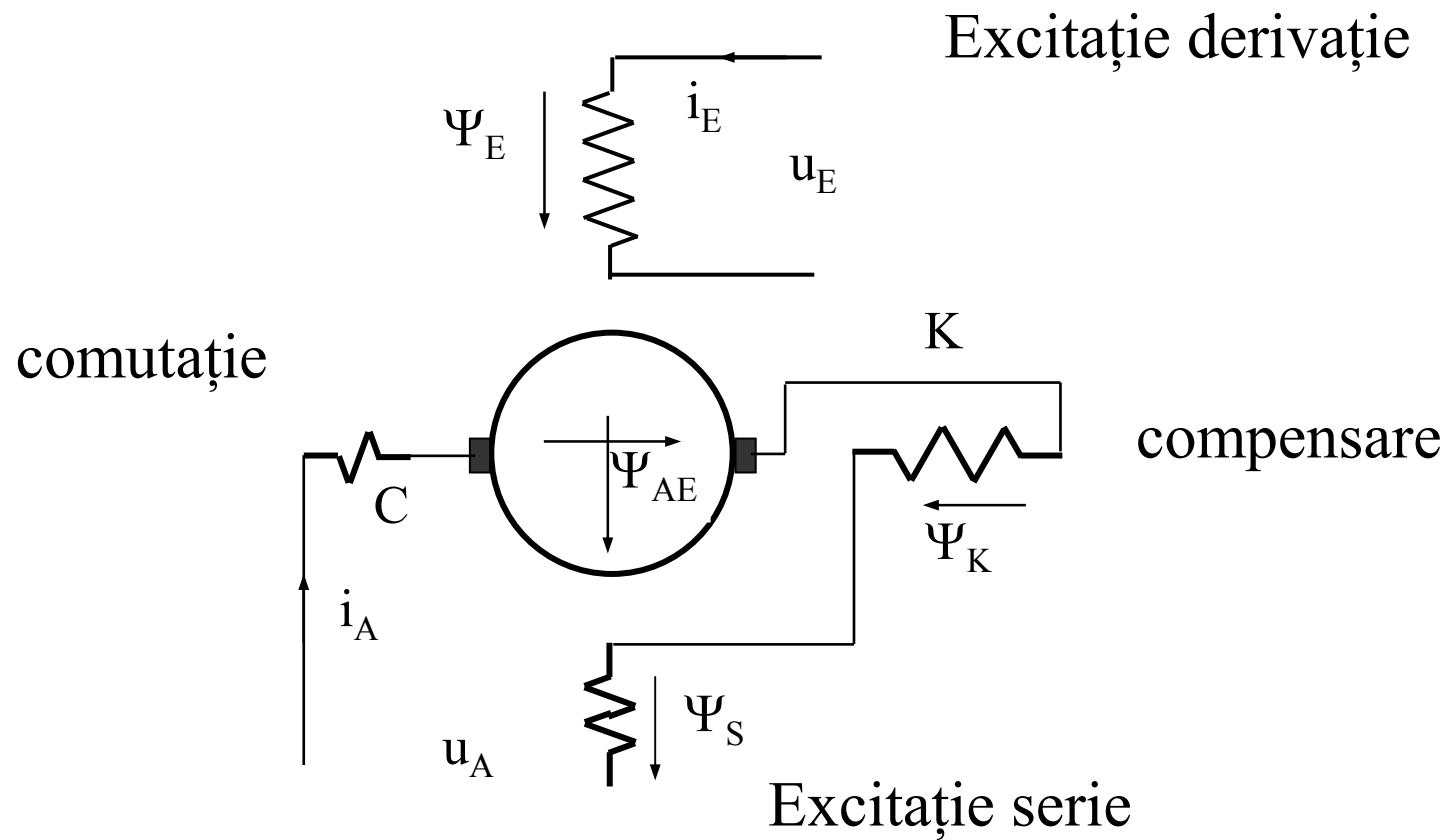 Excitație derivație
i_E
Ψ_E
u_E
K
comutație
compensare
Ψ_AE
C
Ψ_K
i_A
Ψ_S
u_A
Excitație serie